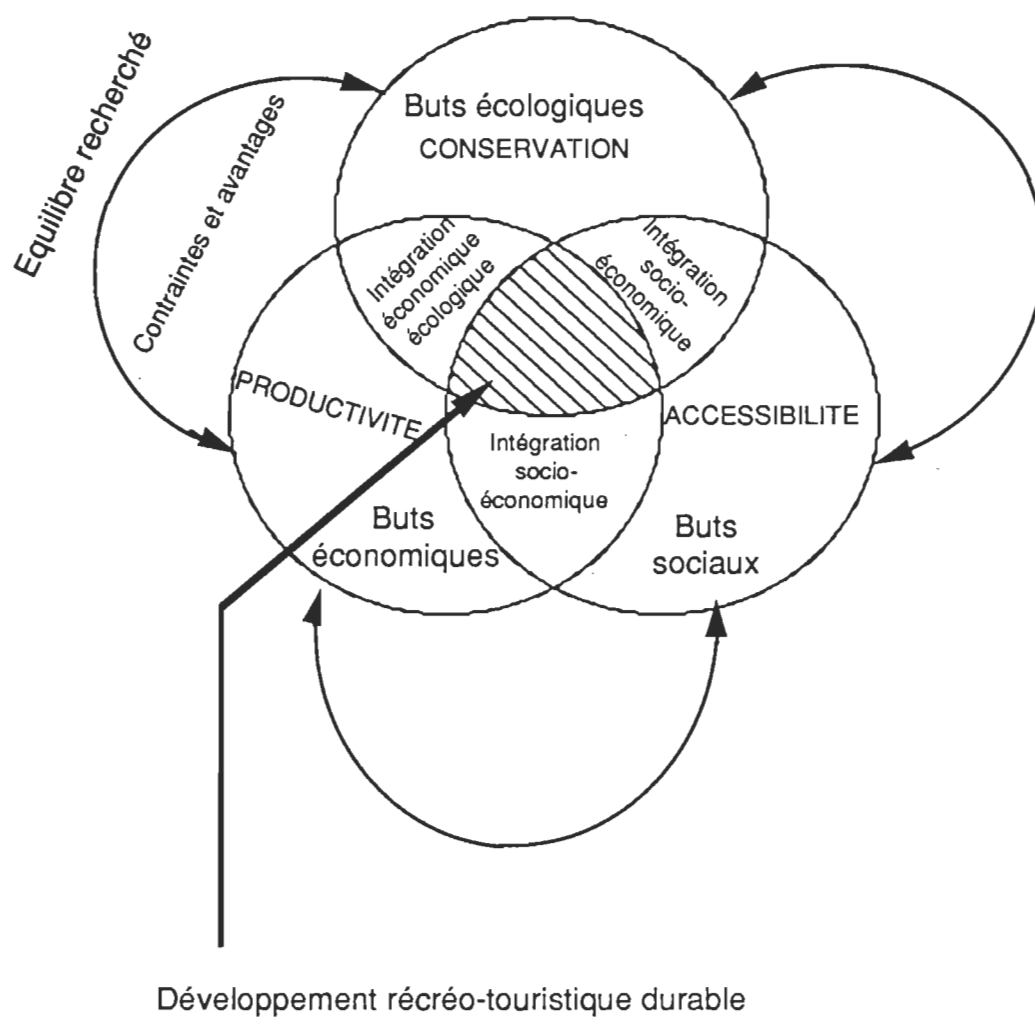 Equilibre recherché
Contraintes et avantages
Buts écologiques
CONSERVATION
Intégration
économique
écologique
Intégration
socio-
économique
PRODUCTIVITE
ACCESSIBILITE
Intégration
socio-
économique
Buts
économiques
Buts
sociaux
Développement récréo-touristique durable